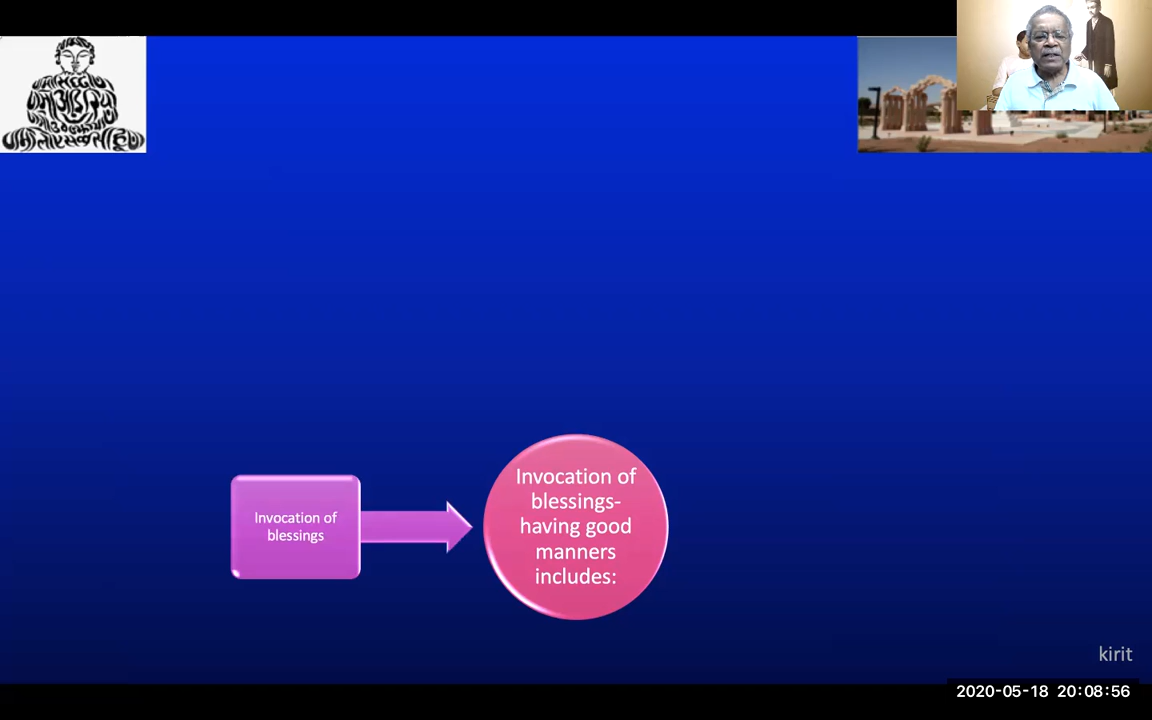 Invocation of
blessings
Invocation of
blessings-
having good
manners
includes:
kirit
2020-05-18 20:08:56